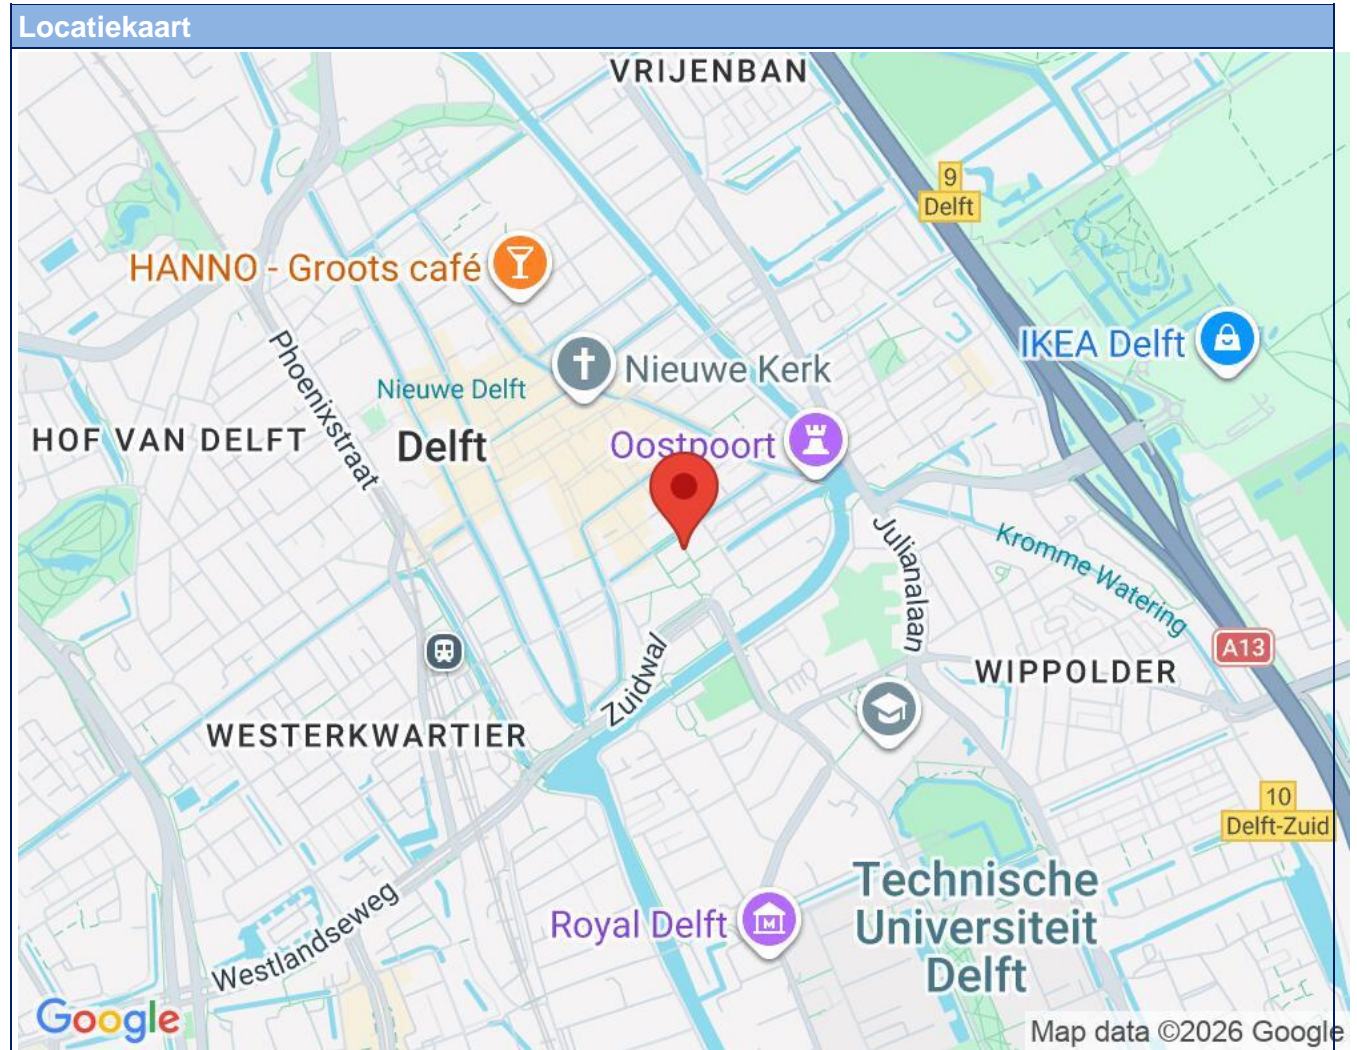 Locatiekaart
VRIJENBAN
9
Delft
HANNO - Groots café
IKEA Delft
Phoenixstraat
Nieuwe Kerk
Nieuwe Delft
HOF VAN DELFT
Delft
Oostpoort
Julianalaan
Kromme Watering
A13
Zuidwal
WIPPOLDER
WESTERKWARTIER
10
Delft-Zuid
Technische
Universiteit
Delft
Royal Delft
M
Westlandseweg
Google
Map data ©2026 Google